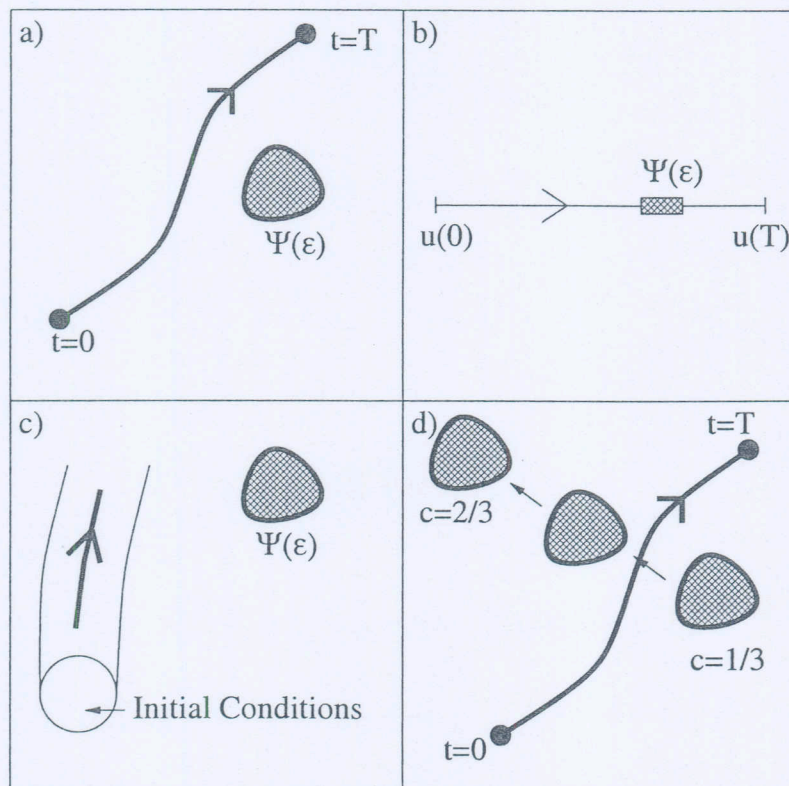 a)
t=T
Ψ(ε)
t=0
b)
Ψ(ε)
u(0)
u(T)
c)
Ψ(ε)
Initial Conditions
d)
t=T
c=2/3
c=1/3
t=0